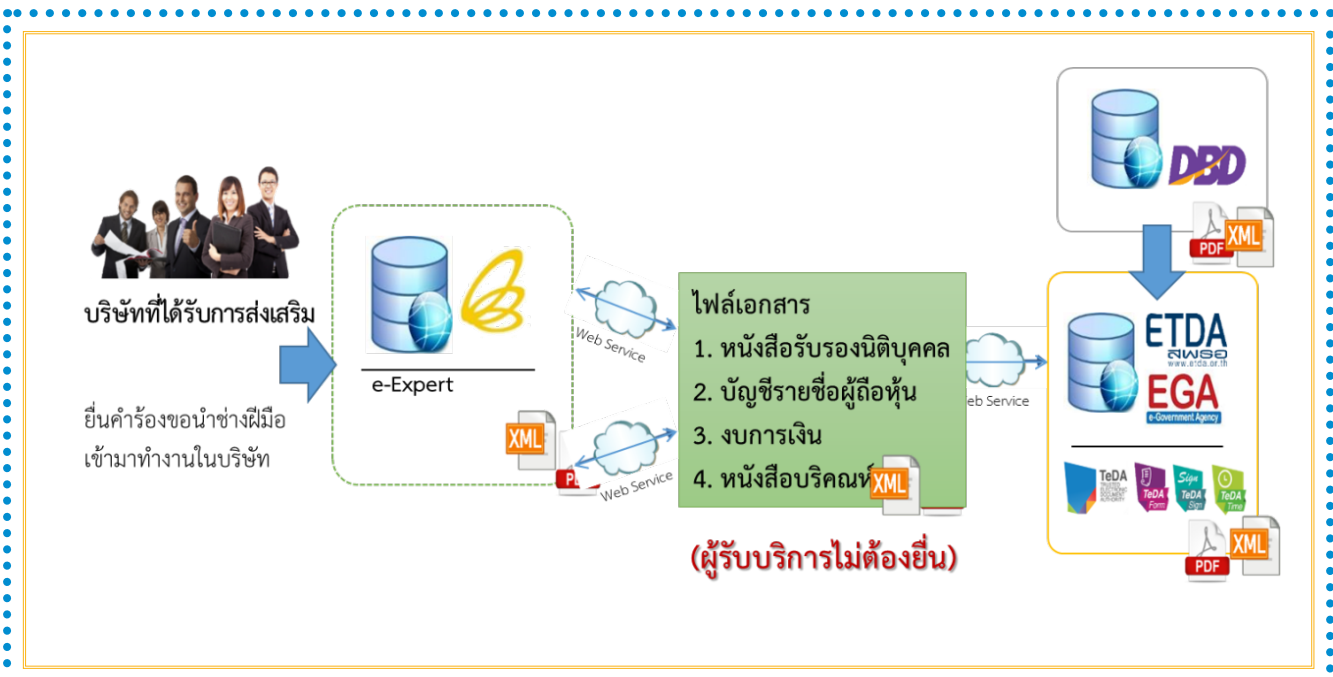 บริษัทที่ได้รับการส่งเสริม
ยื่นคำร้องขอนำช่างฝีมือ
เข้ามาทำงานในบริษัท
e-Expert
XML
Web Service
Web Service
ไฟล์เอกสาร
1. หนังสือรับรองนิติบุคคล
2. บัญชีรายชื่อผู้ถือหุ้น
3. งบการเงิน
4. หนังสือบริคณห์
XML
(ผู้รับบริการไม่ต้องยื่น)
eb Service
DBD
PDF
XML
ETDA
สพธอ
www.etda.or.th
EGA
e-Government Agency
TeDA
TRUSTED
ELECTRONIC
DOCUMENT
AUTHORITY
TeDA
Form
Sign
TeDA
Sign
TeDA
Time
PDF
XML